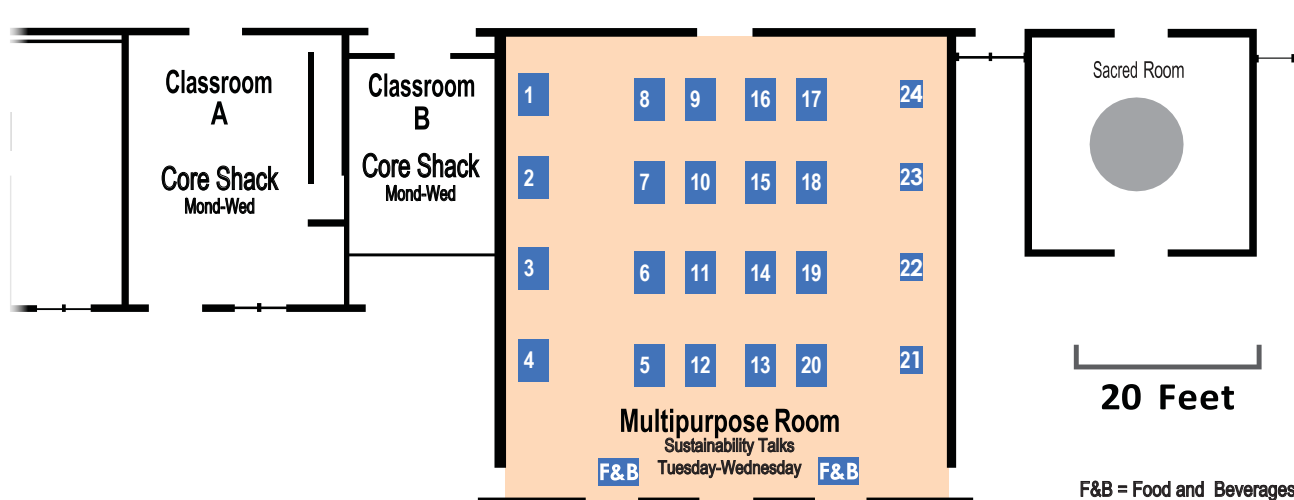 Classroom
A
Core Shack
Mond-Wed
Classroom
B
Core Shack
Mond-Wed
1 8 9 16 17 24
2 7 10 15 18 23
3 6 11 14 19 22
4 5 12 13 20 21
Multipurpose Room
Sustainability Talks
Tuesday-Wednesday
F&B
F&B
Sacred Room
20 Feet
F&B = Food and Beverages